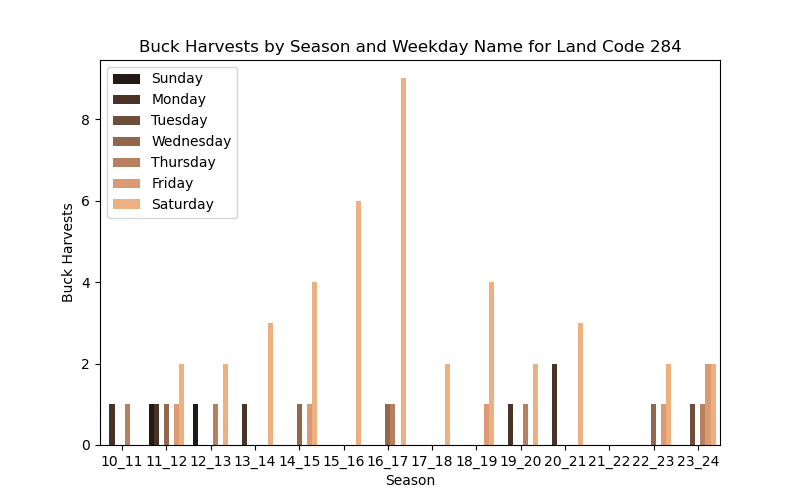 Buck Harvests by Season and Weekday Name for Land Code 284
Sunday
Monday
Tuesday
Wednesday
Thursday
Friday
Saturday
Buck Harvests
8
6
4
2
0
10_11 11_12 12_13 13_14 14_15 15_16 16_17 17_18 18_19 19_20 20_21 21_22 22_23 23_24
Season